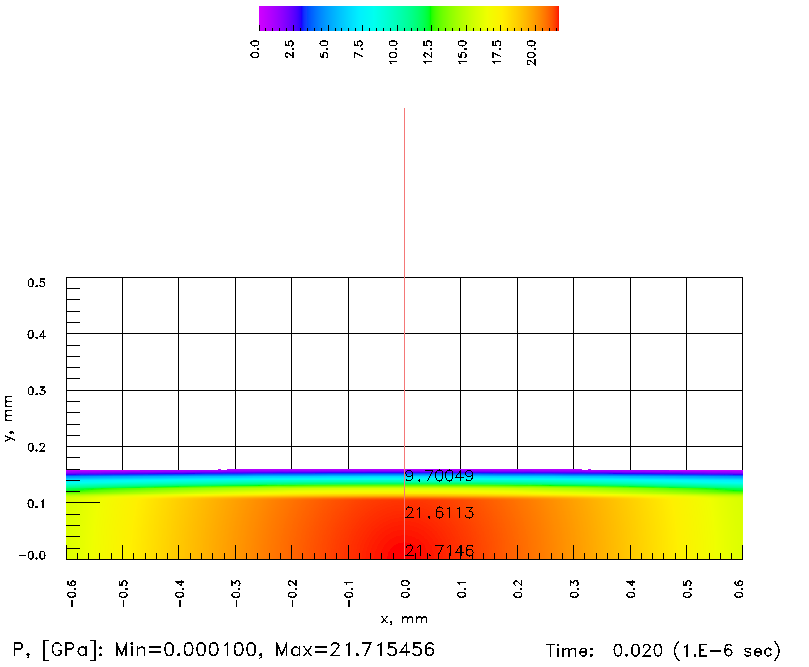 0.0 2.5 5.0 7.5 10.0 12.5 15.0 17.5 20.0
0.5
0.4
0.3
0.2
0.1
-0.0
y, mm
9.70049
21.6113
21.7146
-0.6 -0.5 -0.4 -0.3 -0.2 -0.1 0.0 0.1 0.2 0.3 0.4 0.5 0.6
x, mm
P, [GPa]: Min=0.000100, Max=21.715456 Time: 0.020 (1.E-6 sec)